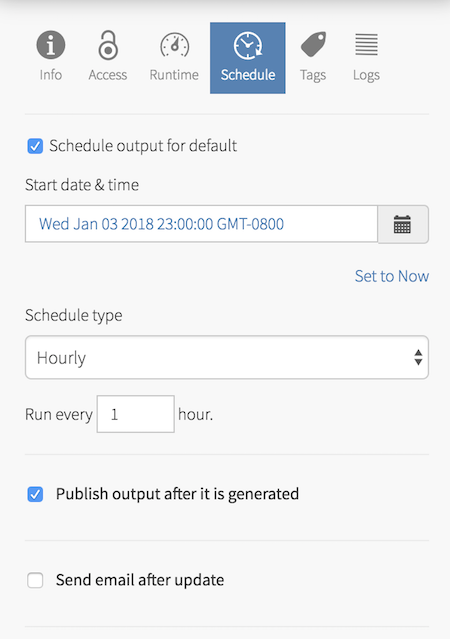 Info Access Runtime Schedule Tags Logs
Schedule output for default
Start date & time
Wed Jan 03 2018 23:00:00 GMT-0800
Set to Now
Schedule type
Hourly
Run every 1 hour.
Publish output after it is generated
Send email after update